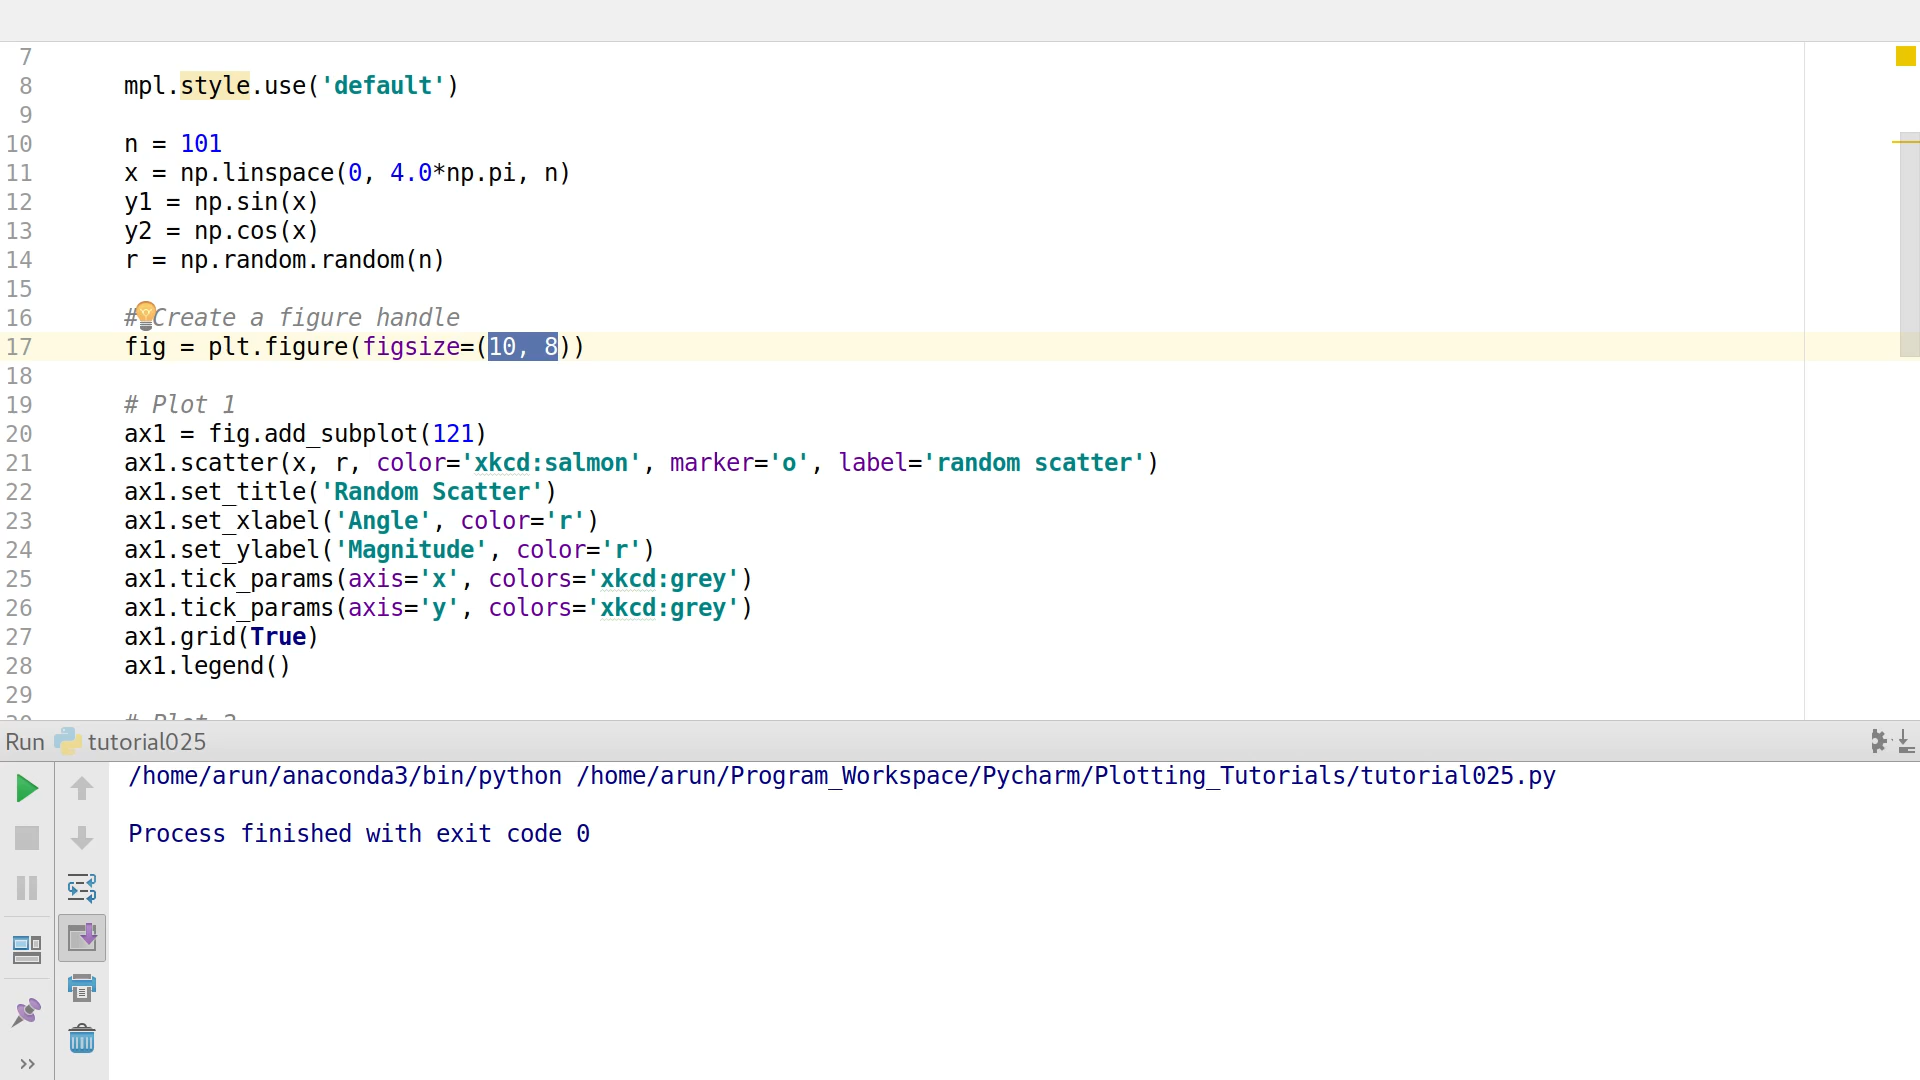 7
8 mpl.style.use('default')
9
10 n = 101
11 x = np.linspace(0, 4.0*np.pi, n)
12 y1 = np.sin(x)
13 y2 = np.cos(x)
14 r = np.random.random(n)
15
16 # Create a figure handle
17 fig = plt.figure(figsize=(10, 8))
18
19 # Plot 1
20 ax1 = fig.add_subplot(121)
21 ax1.scatter(x, r, color='xkcd:salmon', marker='o', label='random scatter')
22 ax1.set_title('Random Scatter')
23 ax1.set_xlabel('Angle', color='r')
24 ax1.set_ylabel('Magnitude', color='r')
25 ax1.tick_params(axis='x', colors='xkcd:grey')
26 ax1.tick_params(axis='y', colors='xkcd:grey')
27 ax1.grid(True)
28 ax1.legend()
29
30 # Plot 2
Run tutorial025
/home/arun/anaconda3/bin/python /home/arun/Program_Workspace/Pycharm/Plotting_Tutorials/tutorial025.py
Process finished with exit code 0